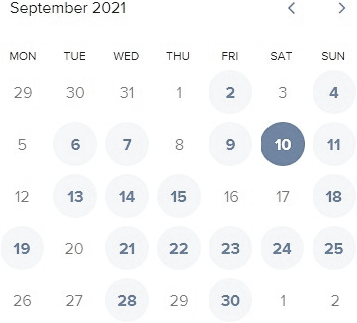 September 2021
MON TUE WED THU FRI SAT SUN
29 30 31 1 2 3 4
5 6 7 8 9 10 11
12 13 14 15 16 17 18
19 20 21 22 23 24 25
26 27 28 29 30 1 2